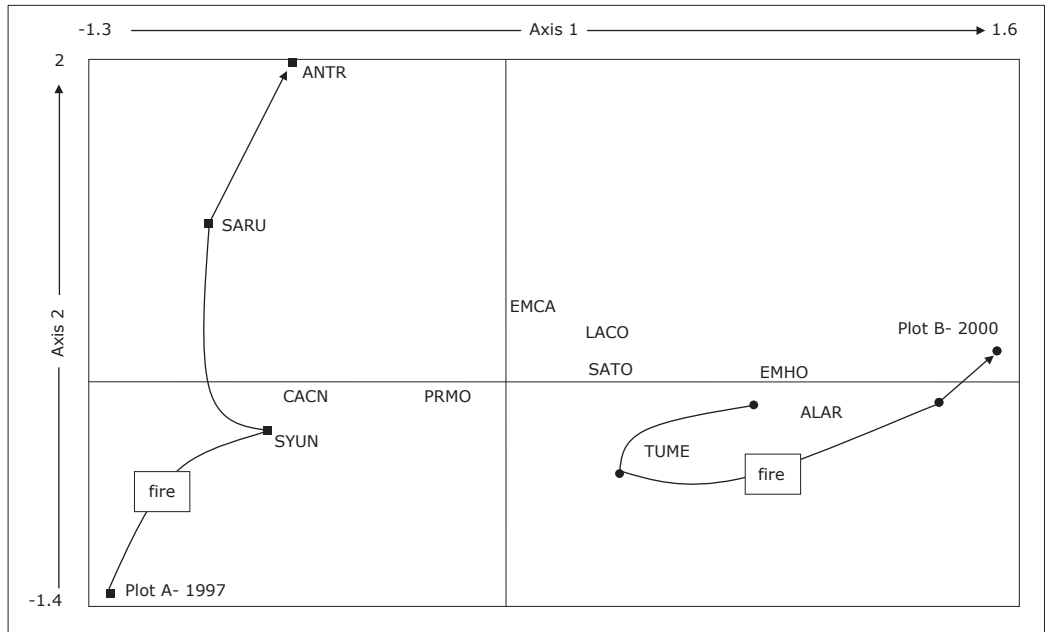 -1.3
Axis 1
1.6
2
ANTR
SARU
Axis 2
EMCA
LACO
Plot B- 2000
SATO
EMHO
CACN
PRMO
ALAR
SYUN
TUME
fire
fire
Plot A- 1997
-1.4